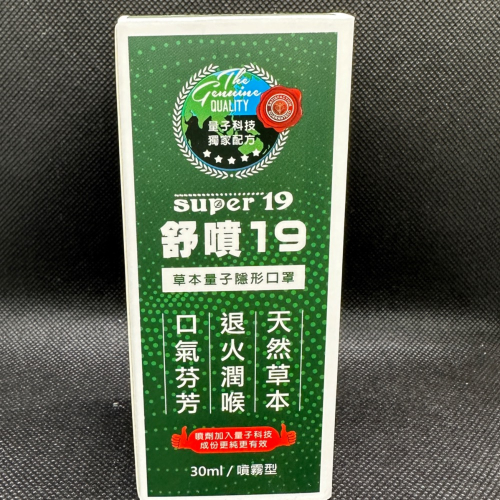 The
Genuine
QUALITY
量子科技
獨家配方
super 19
舒噴19
草本量子隱形口罩
天然草本
退火潤喉
口氣芬芳
噴劑加入量子科技
成份更純更有效
30ml / 噴霧型